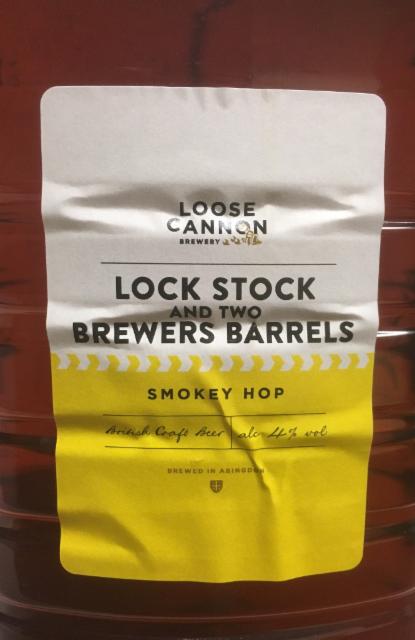 LOOSE
CANNON
BREWERY
LOCK STOCK
AND TWO
BREWERS BARRELS
SMOKEY HOP
British Craft Beer | alc 4% vol
BREWED IN ABINGDON